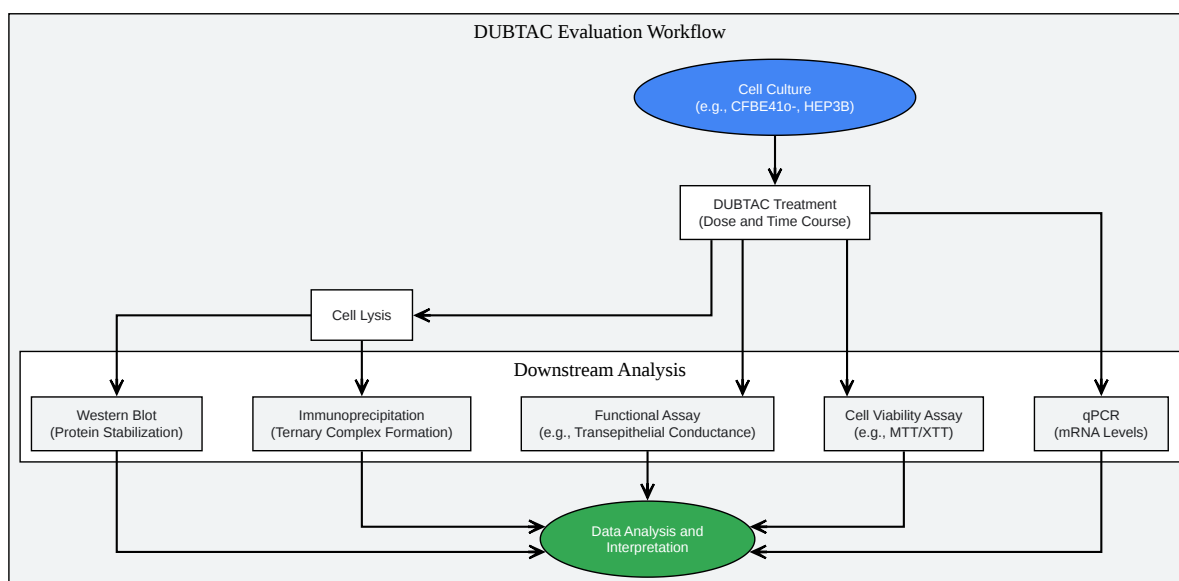 DUBTAC Evaluation Workflow
Cell Culture
(e.g., CFBE41o-, HEP3B)
DUBTAC Treatment
(Dose and Time Course)
Cell Lysis
Downstream Analysis
Western Blot
(Protein Stabilization)
Immunoprecipitation
(Ternary Complex Formation)
Functional Assay
(e.g., Transepithelial Conductance)
Cell Viability Assay
(e.g., MTT/XTT)
qPCR
(mRNA Levels)
Data Analysis and
Interpretation